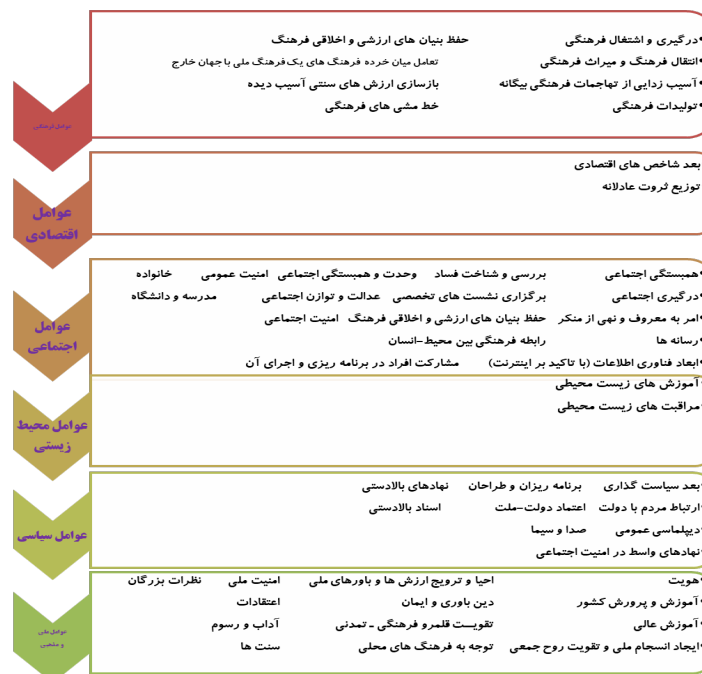 عوامل فرهنگی
•درگیری و اشتغال فرهنگی حفظ بنیان های ارزشی و اخلاقی فرهنگ
•انتقال فرهنگ و میراث فرهنگی تعامل میان خرده فرهنگ های یک فرهنگ ملی با جهان خارج
•آسیب زدایی از تهاجمات فرهنگی بیگانه بازسازی ارزش های سنتی آسیب دیده
•تولیدات فرهنگی خط مشی های فرهنگی
عوامل
اقتصادی
بعد شاخص های اقتصادی
توزیع ثروت عادلانه
عوامل
اجتماعی
•همبستگی اجتماعی بررسی و شناخت فساد وحدت و همبستگی اجتماعی امنیت عمومی خانواده
•درگیری اجتماعی برگزاری نشست های تخصصی عدالت و توازن اجتماعی مدرسه و دانشگاه
•امر به معروف و نهی از منکر حفظ بنیان های ارزشی و اخلاقی فرهنگ امنیت اجتماعی
•رسانه ها رابطه فرهنگی بین محیط-انسان
•ابعاد فناوری اطلاعات (با تاکید بر اینترنت) مشارکت افراد در برنامه ریزی و اجرای آن
عوامل محیط
زیستی
•آموزش های زیست محیطی
•مراقبت های زیست محیطی
عوامل سیاسی
•بعد سیاست گذاری برنامه ریزان و طراحان نهادهای بالادستی
•ارتباط مردم با دولت اعتماد دولت-ملت اسناد بالادستی
•دیپلماسی عمومی صدا و سیما
•نهادهای واسط در امنیت اجتماعی
عوامل ملی
و مذهبی
•هویت احیا و ترویج ارزش ها و باورهای ملی امنیت ملی نظرات بزرگان
•آموزش و پرورش کشور دین باوری و ایمان اعتقادات
•آموزش عالی تقویت قلمرو فرهنگی - تمدنی آداب و رسوم
•ایجاد انسجام ملی و تقویت روح جمعی توجه به فرهنگ های محلی سنت ها